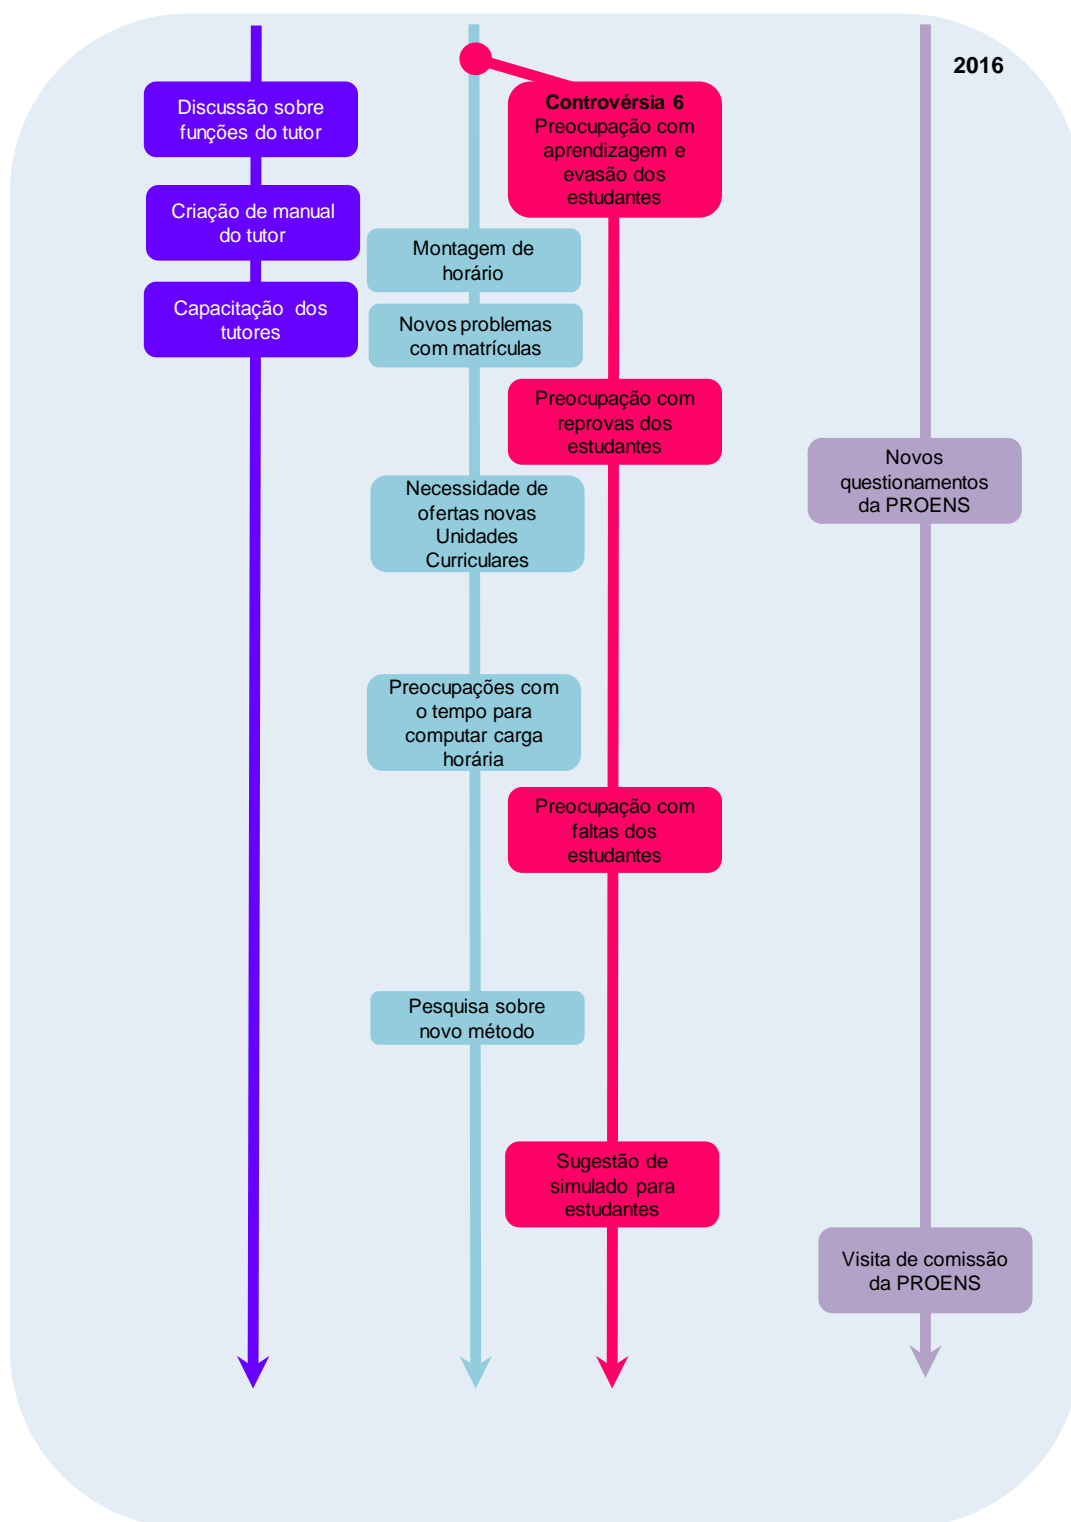 2016
Discussão sobre
funções do tutor
Criação de manual
do tutor
Capacitação dos
tutores
Controvérsia 6
Preocupação com
aprendizagem e
evasão dos
estudantes
Montagem de
horário
Novos problemas
com matrículas
Preocupação com
reprovas dos
estudantes
Novos
questionamentos
da PROENS
Necessidade de
ofertas novas
Unidades
Curriculares
Preocupações com
o tempo para
computar carga
horária
Preocupação com
faltas dos
estudantes
Pesquisa sobre
novo método
Sugestão de
simulado para
estudantes
Visita de comissão
da PROENS